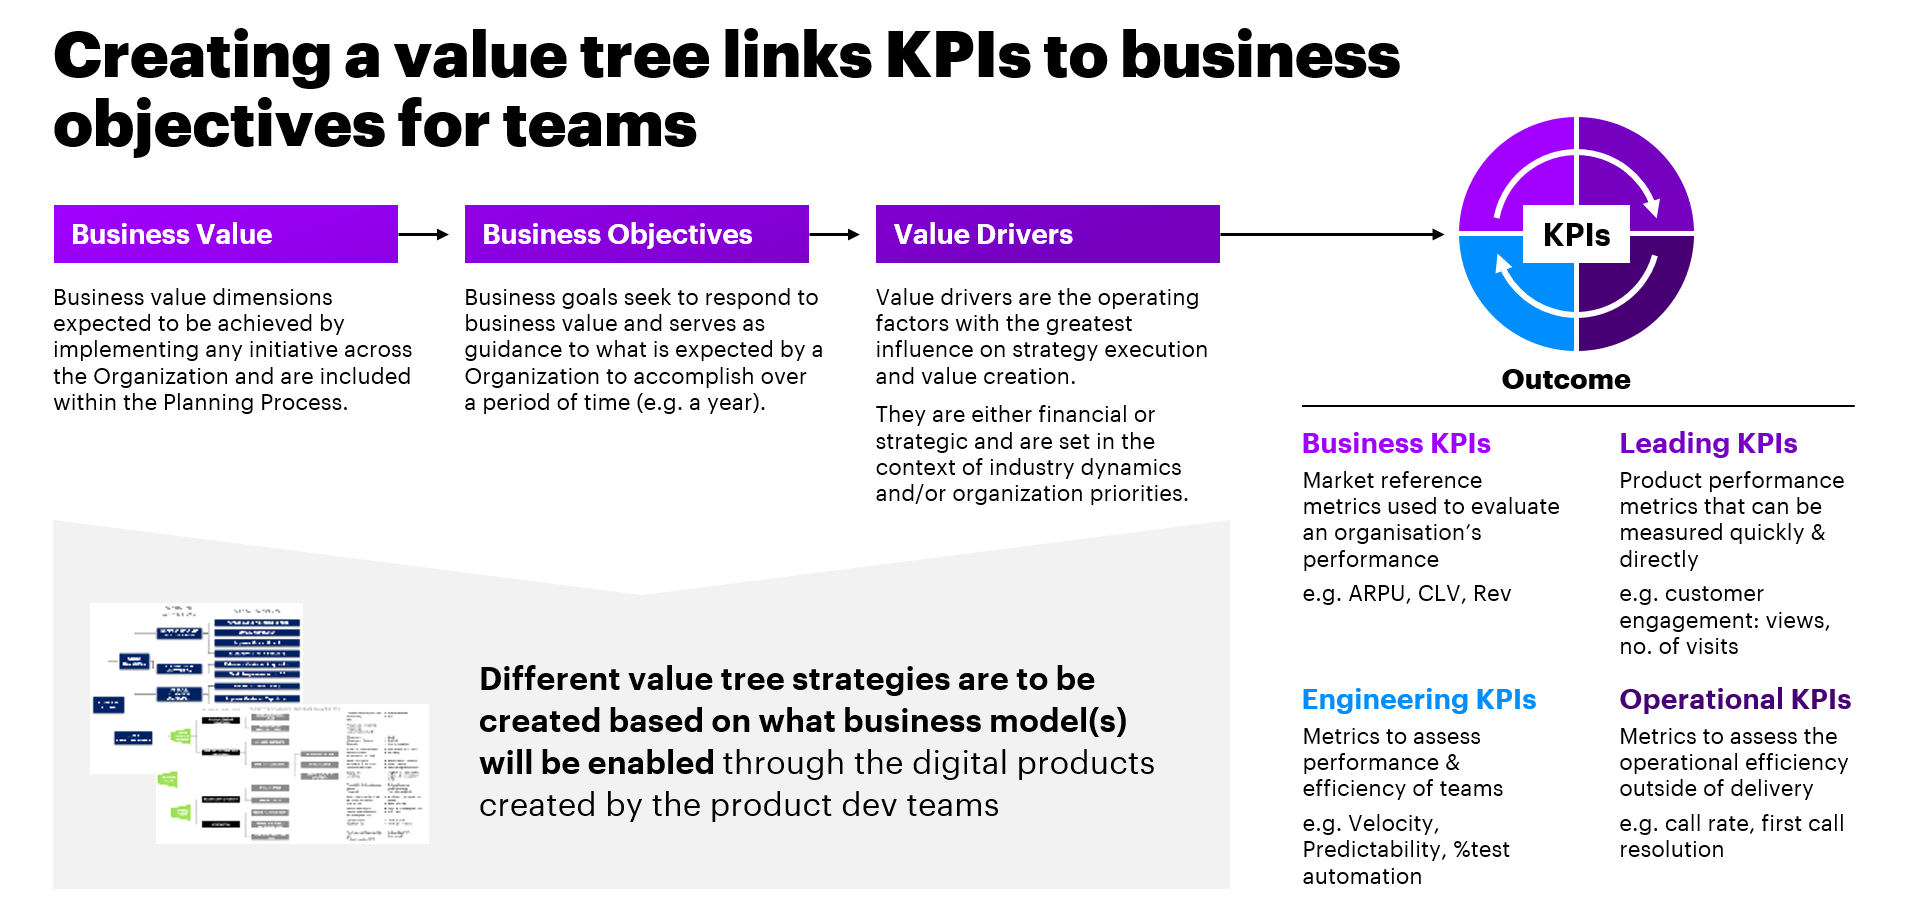 Creating a value tree links KPIs to business
objectives for teams
Business Value
Business value dimensions
expected to be achieved by
implementing any initiative across
the Organization and are included
within the Planning Process.
Business Objectives
Business goals seek to respond to
business value and serves as
guidance to what is expected by a
Organization to accomplish over
a period of time (e.g. a year).
Value Drivers
Value drivers are the operating
factors with the greatest
influence on strategy execution
and value creation.
They are either financial or
strategic and are set in the
context of industry dynamics
and/or organization priorities.
KPIs
Outcome
Business KPIs
Market reference
metrics used to evaluate
an organisation’s
performance
e.g. ARPU, CLV, Rev
Leading KPIs
Product performance
metrics that can be
measured quickly &
directly
e.g. customer
engagement: views,
no. of visits
Engineering KPIs
Metrics to assess
performance &
efficiency of teams
e.g. Velocity,
Predictability, %test
automation
Operational KPIs
Metrics to assess the
operational efficiency
outside of delivery
e.g. call rate, first call
resolution
Different value tree strategies are to be
created based on what business model(s)
will be enabled through the digital products
created by the product dev teams